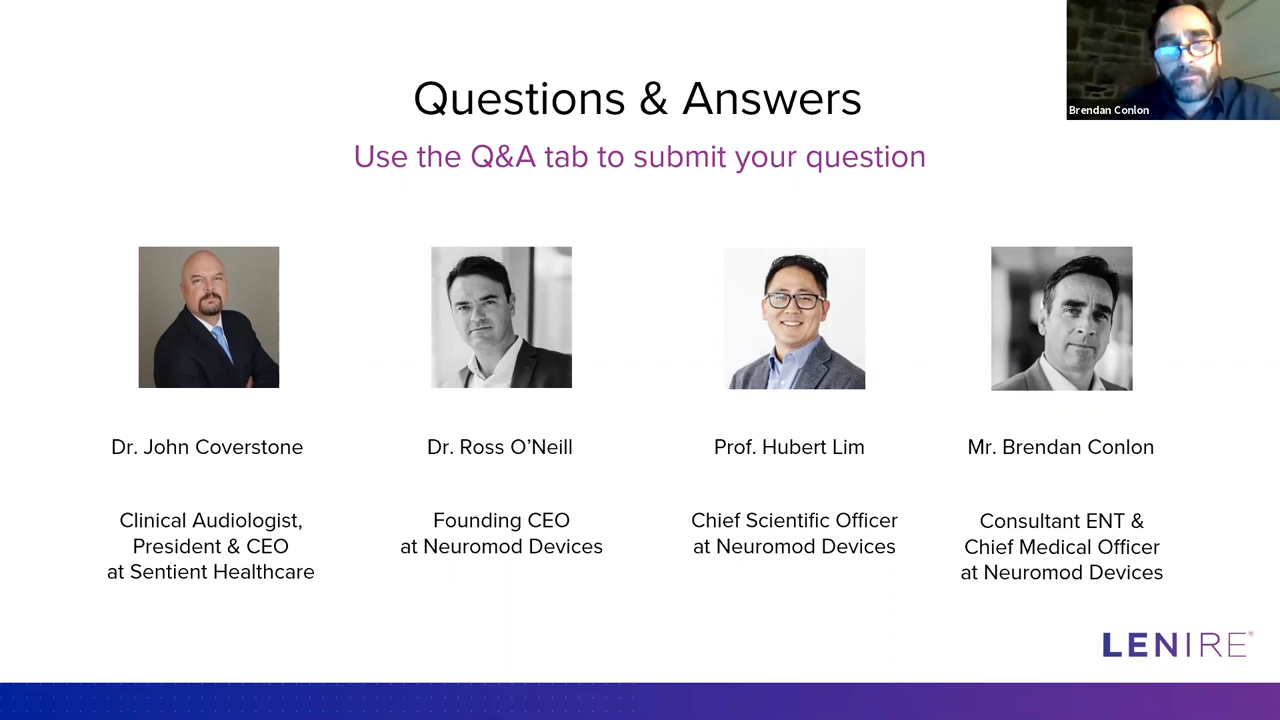 Brendan Conlon
Questions & Answers
Use the Q&A tab to submit your question
Dr. John Coverstone
Clinical Audiologist,
President & CEO
at Sentient Healthcare
Dr. Ross O’Neill
Founding CEO
at Neuromod Devices
Prof. Hubert Lim
Chief Scientific Officer
at Neuromod Devices
Mr. Brendan Conlon
Consultant ENT &
Chief Medical Officer
at Neuromod Devices
LENIRE®